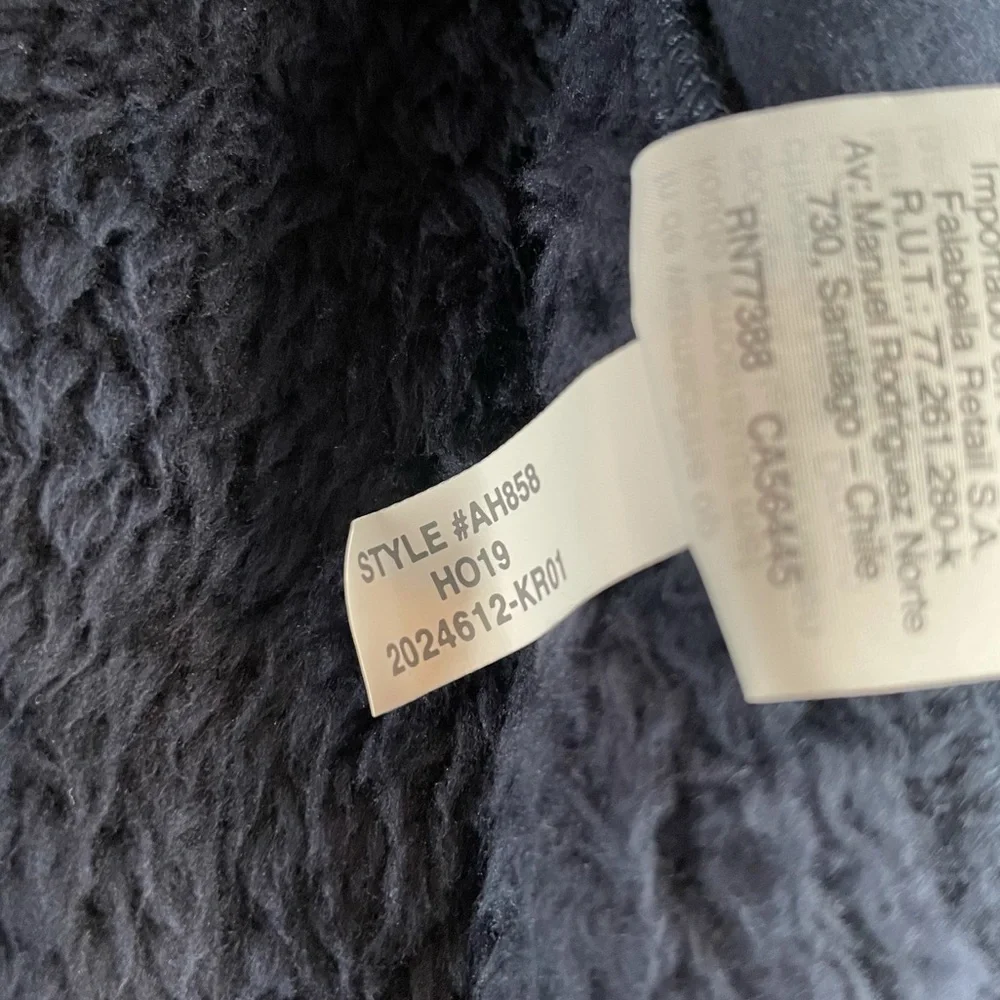 STYLE #AH858
HO19
2024612-KR01
Falabella Retail S.A.
R.U.T.: 77.261.280-k
Av. Manuel Rodriguez Norte
730, Santiago – Chile
RN77388 CA56445